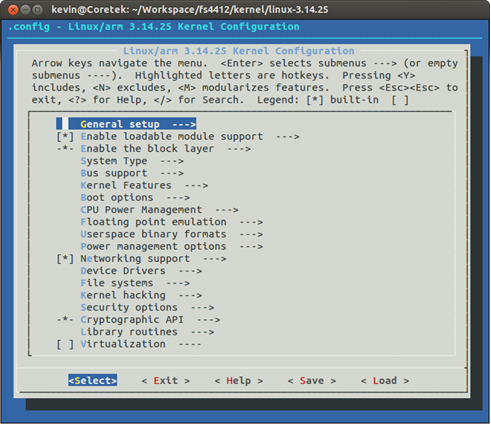 kevin@Coretek: ~/Workspace/fs4412/kernel/linux-3.14.25
.config - Linux/arm 3.14.25 Kernel Configuration
Linux/arm 3.14.25 Kernel Configuration
Arrow keys navigate the menu.  <Enter> selects submenus ---> (or empty
submenus ----).  Highlighted letters are hotkeys.  Pressing <Y>
includes, <N> excludes, <M> modularizes features.  Press <Esc><Esc> to
exit, <?> for Help, </> for Search.  Legend: [*] built-in  [ ]
General setup  --->
[*] Enable loadable module support  --->
-*- Enable the block layer  --->
System Type  --->
Bus support  --->
Kernel Features  --->
Boot options  --->
CPU Power Management  --->
Floating point emulation  --->
Userspace binary formats  --->
Power management options  --->
[*] Networking support  --->
Device Drivers  --->
File systems  --->
Kernel hacking  --->
Security options  --->
-*- Cryptographic API  --->
Library routines  --->
[ ] Virtualization  ----
<Select>    < Exit >    < Help >    < Save >    < Load >